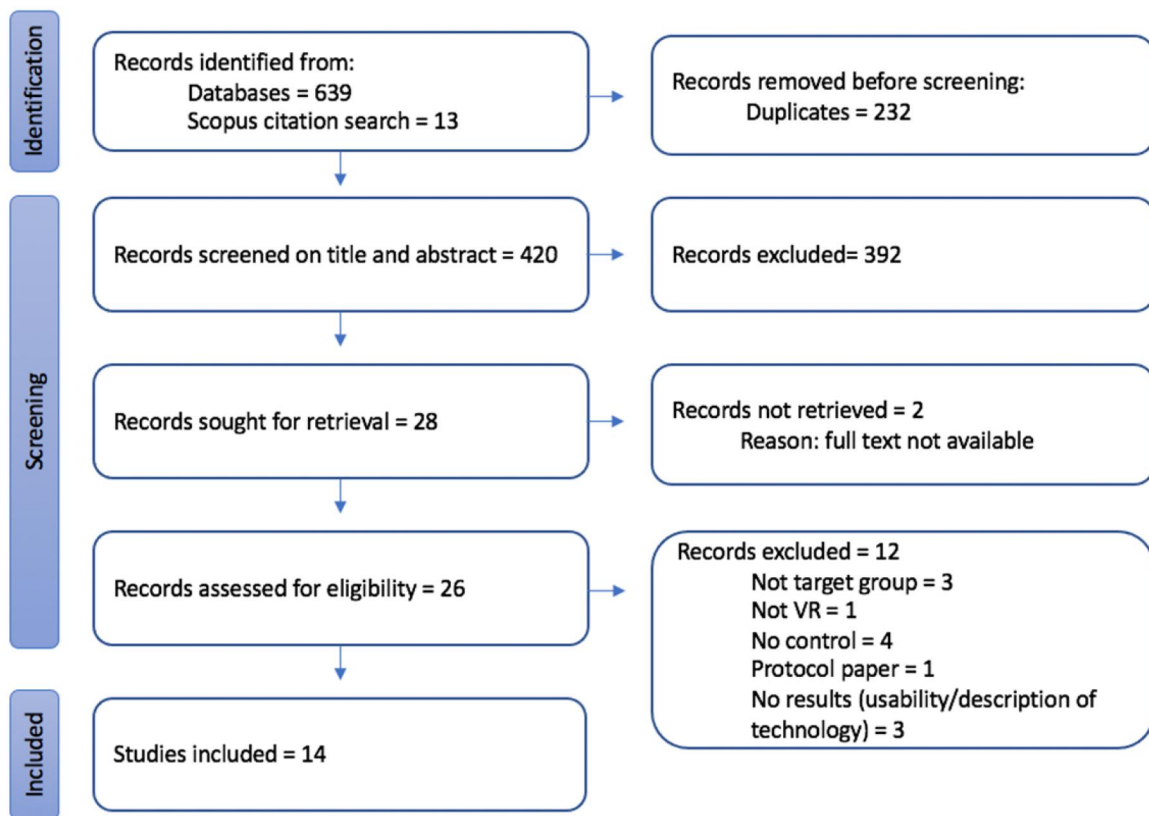 Identification
Records identified from:
Databases = 639
Scopus citation search = 13
Records removed before screening:
Duplicates = 232
Screening
Records screened on title and abstract = 420
Records excluded= 392
Records sought for retrieval = 28
Records not retrieved = 2
Reason: full text not available
Records assessed for eligibility = 26
Records excluded = 12
Not target group = 3
Not VR = 1
No control = 4
Protocol paper = 1
No results (usability/description of
technology) = 3
Included
Studies included = 14